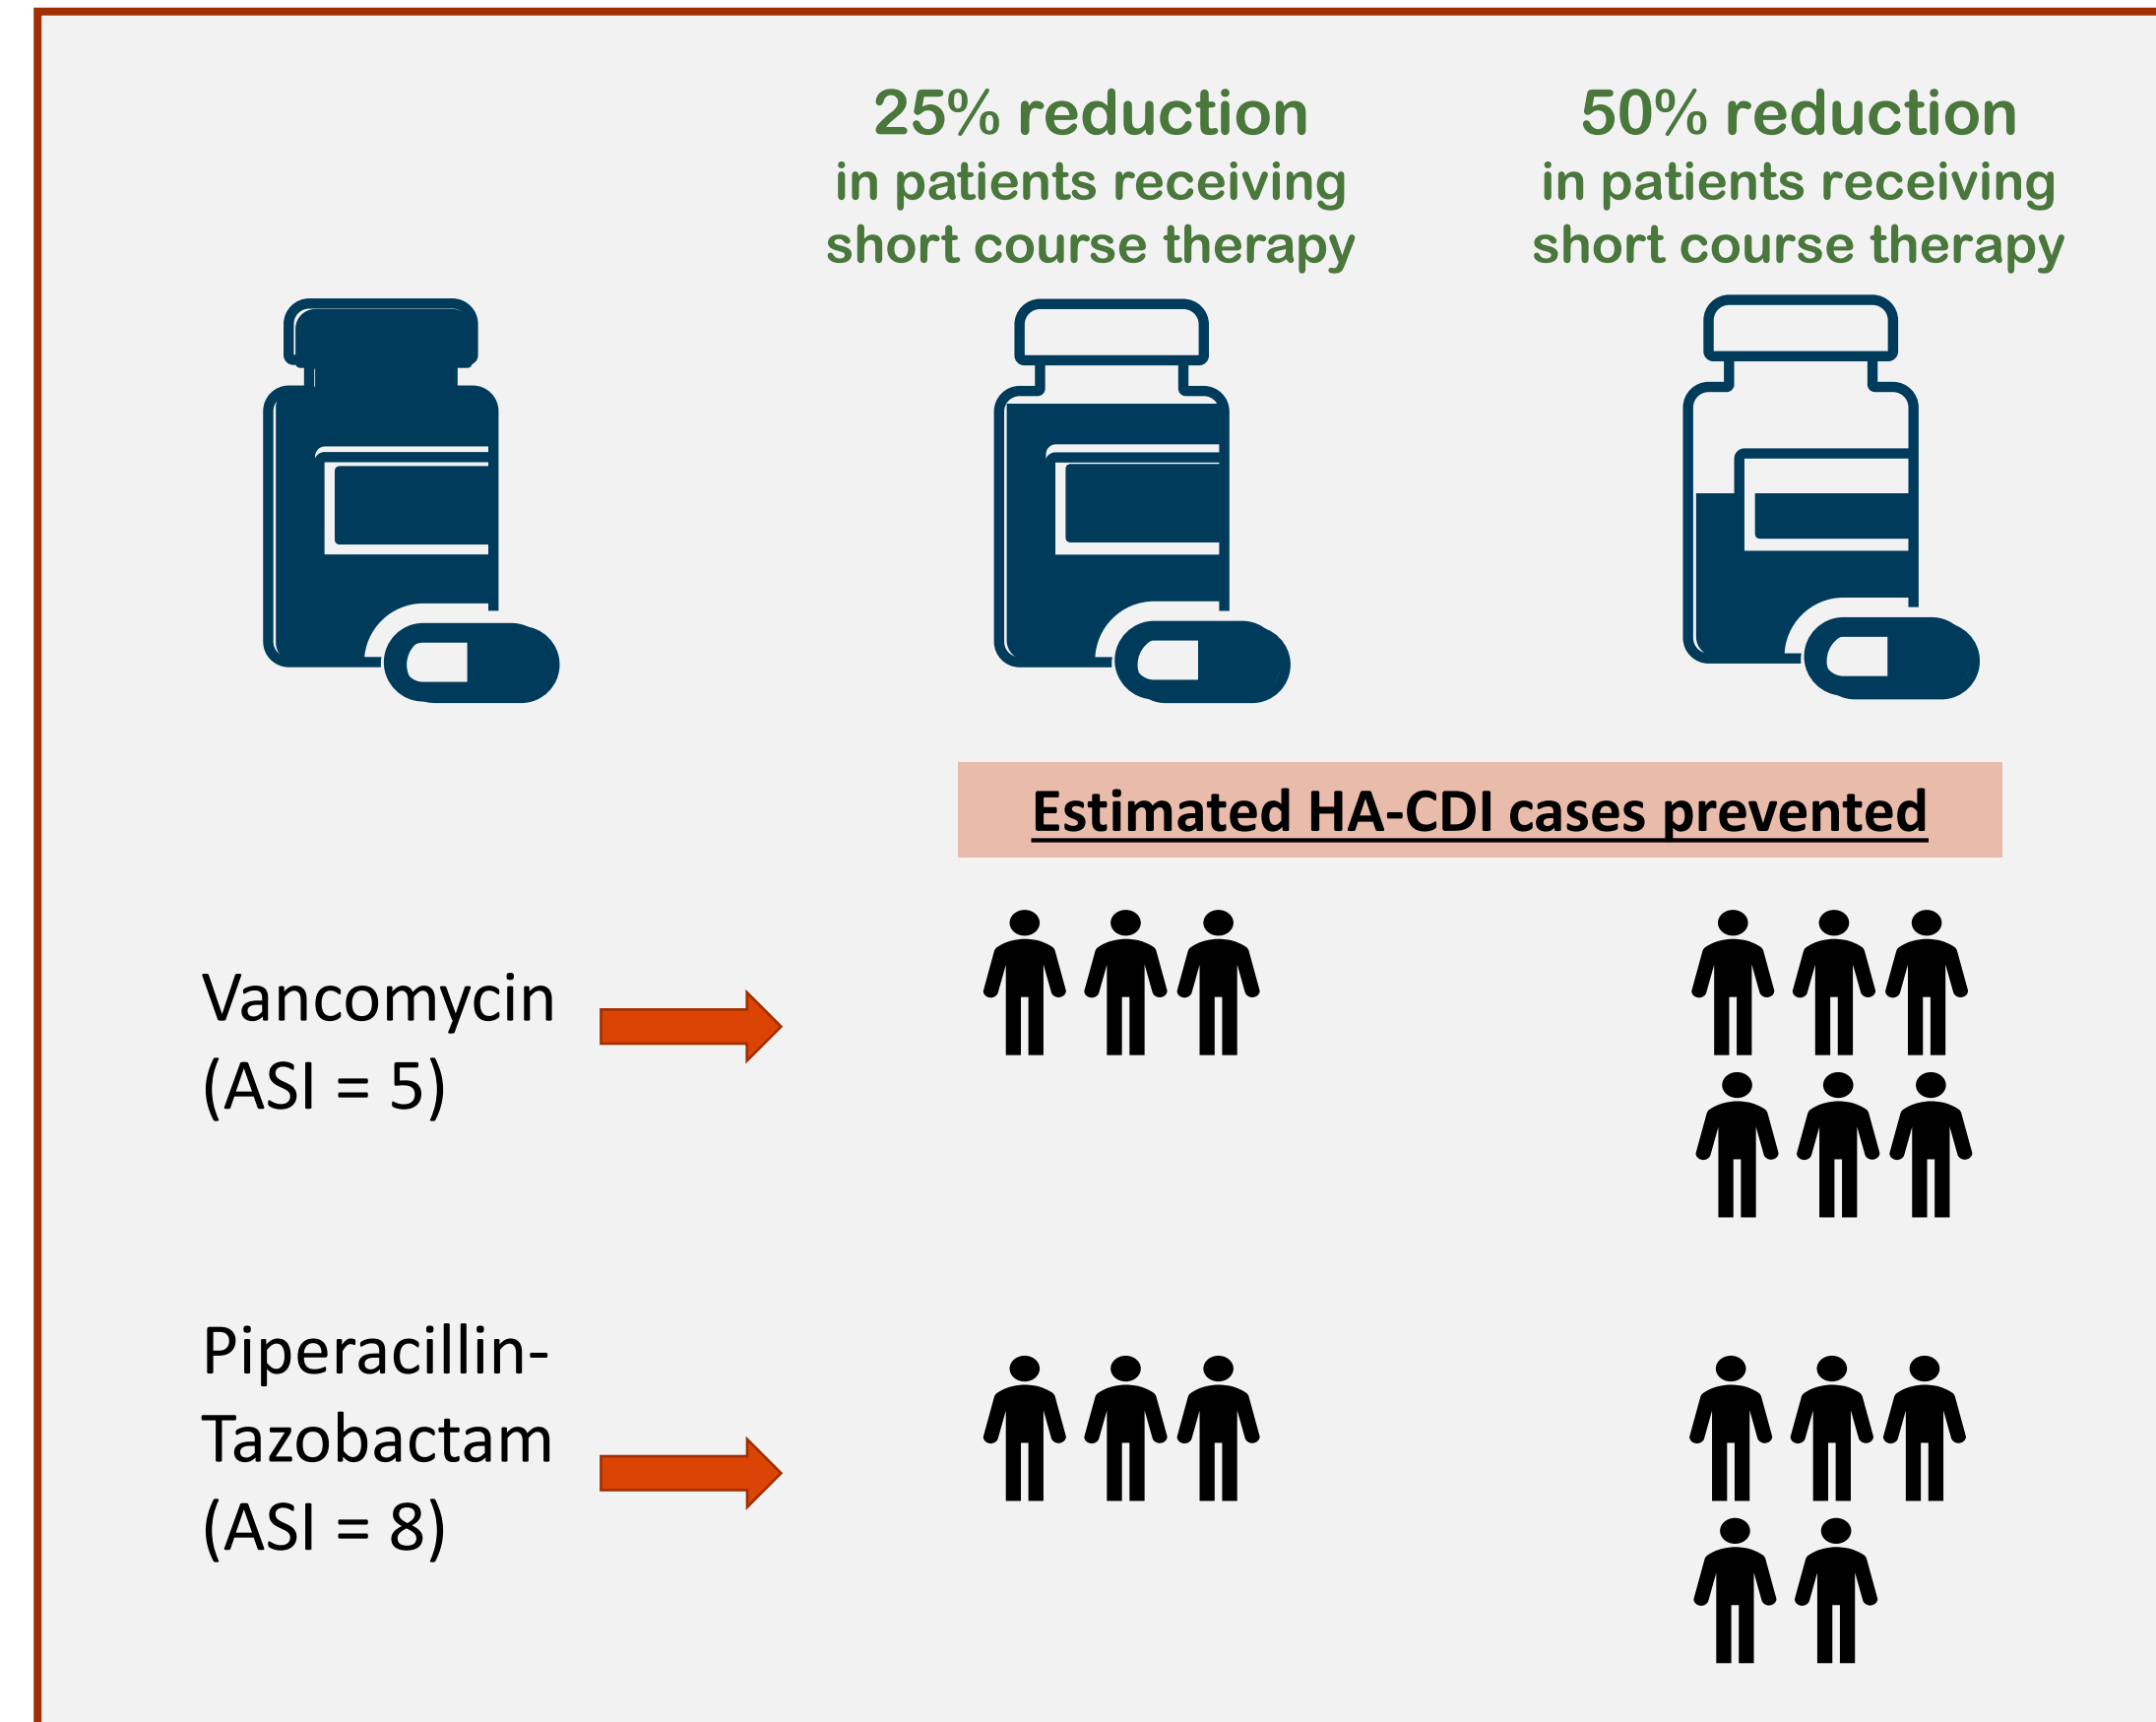 25% reduction
in patients receiving
short course therapy
50% reduction
in patients receiving
short course therapy
Estimated HA-CDI cases prevented
Vancomycin
(ASI = 5)
Piperacillin-
Tazobactam
(ASI = 8)